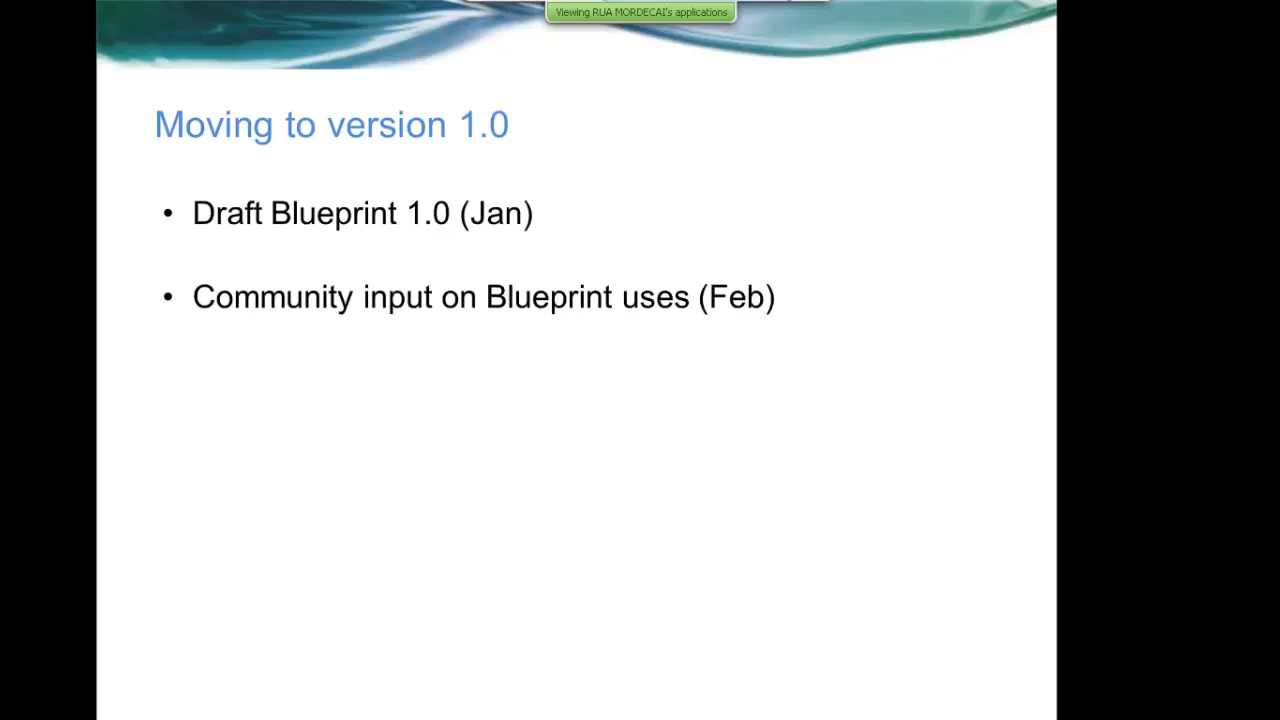 Viewing RUA MORDECAI's applications
Moving to version 1.0
• Draft Blueprint 1.0 (Jan)
• Community input on Blueprint uses (Feb)